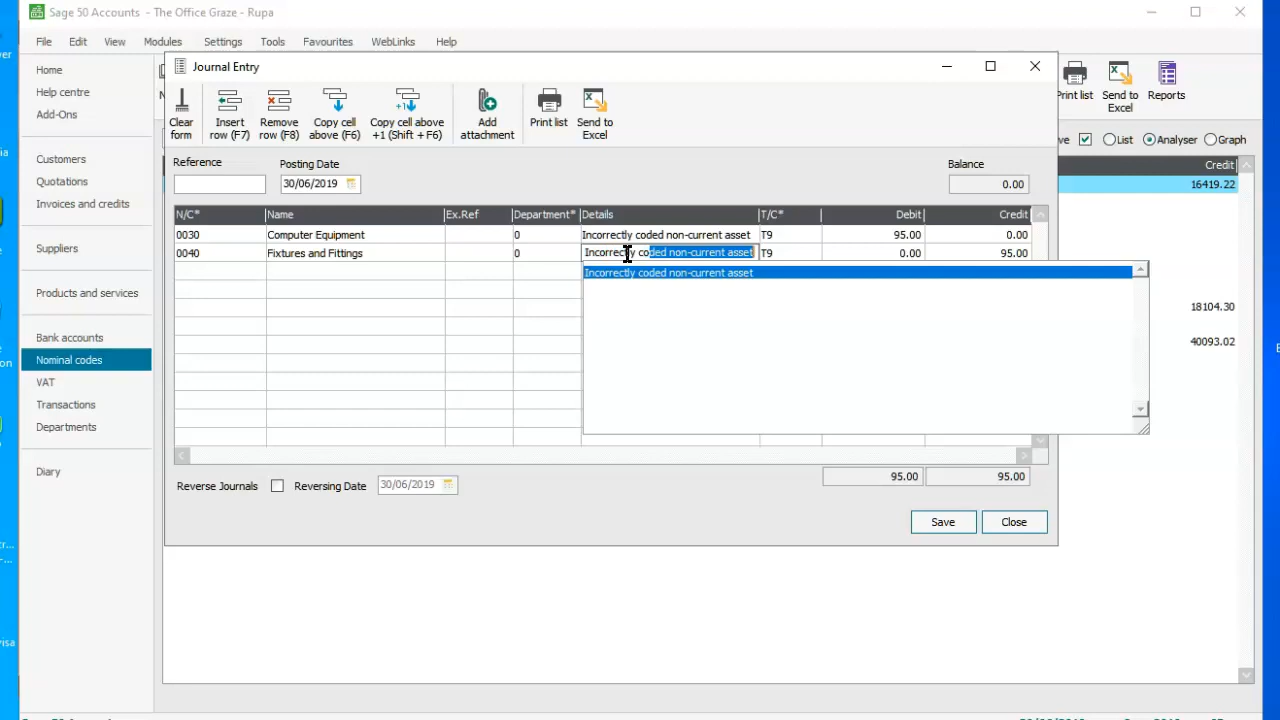 Sage 50 Accounts - The Office Graze - Rupa
File Edit View Modules Settings Tools Favourites WebLinks Help
Home
Help centre
Add-Ons
Customers
Quotations
Invoices and credits
Suppliers
Products and services
Bank accounts
Nominal codes
VAT
Transactions
Departments
Diary
Journal Entry
Clear form
Insert row (F7)
Remove row (F8)
Copy cell above (F6)
Copy cell above +1 (Shift + F6)
Add attachment
Print list
Send to Excel
Print list
Send to Excel
Reports
List Analyser Graph
Reference
Posting Date
30/06/2019
Balance
0.00
N/C* Name Ex.Ref Department* Details T/C* Debit Credit
0030 Computer Equipment 0 Incorrectly coded non-current asset T9 95.00 0.00
0040 Fixtures and Fittings 0 Incorrectly coded non-current asset T9 0.00 95.00
Incorrectly coded non-current asset
95.00 95.00
Reverse Journals Reversing Date 30/06/2019
Save Close
Credit
16419.22
18104.30
40093.02